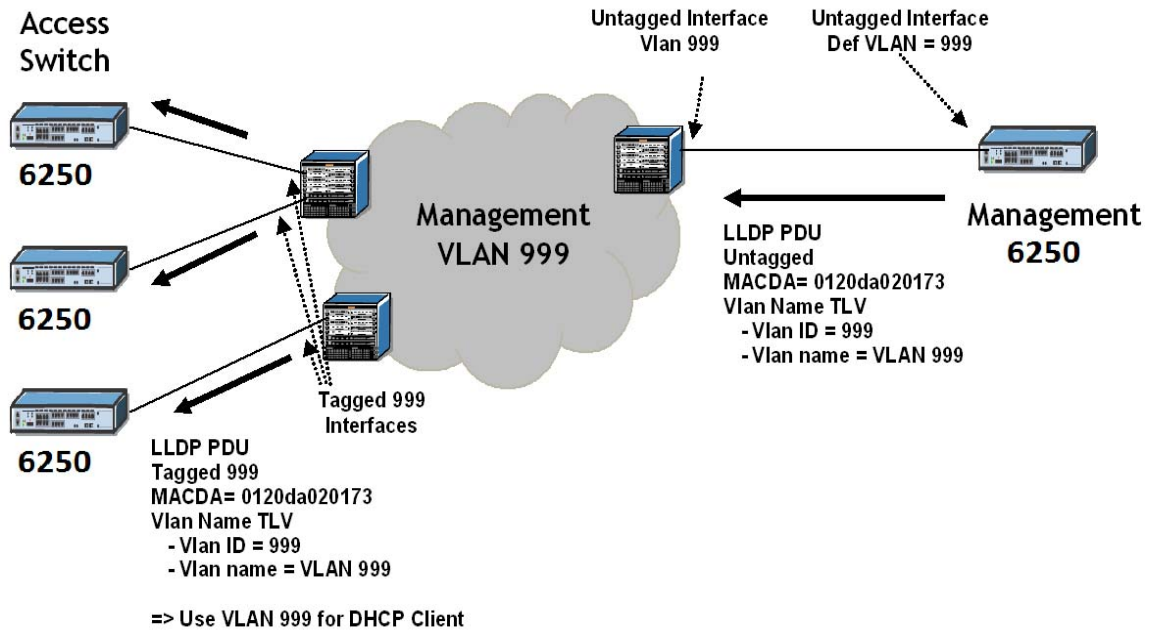 Access
Switch
6250
6250
6250
Untagged Interface
Vlan 999
Untagged Interface
Def VLAN = 999
Management
VLAN 999
Management
6250
LLDP PDU
Untagged
MACDA= 0120da020173
Vlan Name TLV
- Vlan ID = 999
- Vlan name = VLAN 999
Tagged 999
Interfaces
LLDP PDU
Tagged 999
MACDA= 0120da020173
Vlan Name TLV
- Vlan ID = 999
- Vlan name = VLAN 999
=> Use VLAN 999 for DHCP Client